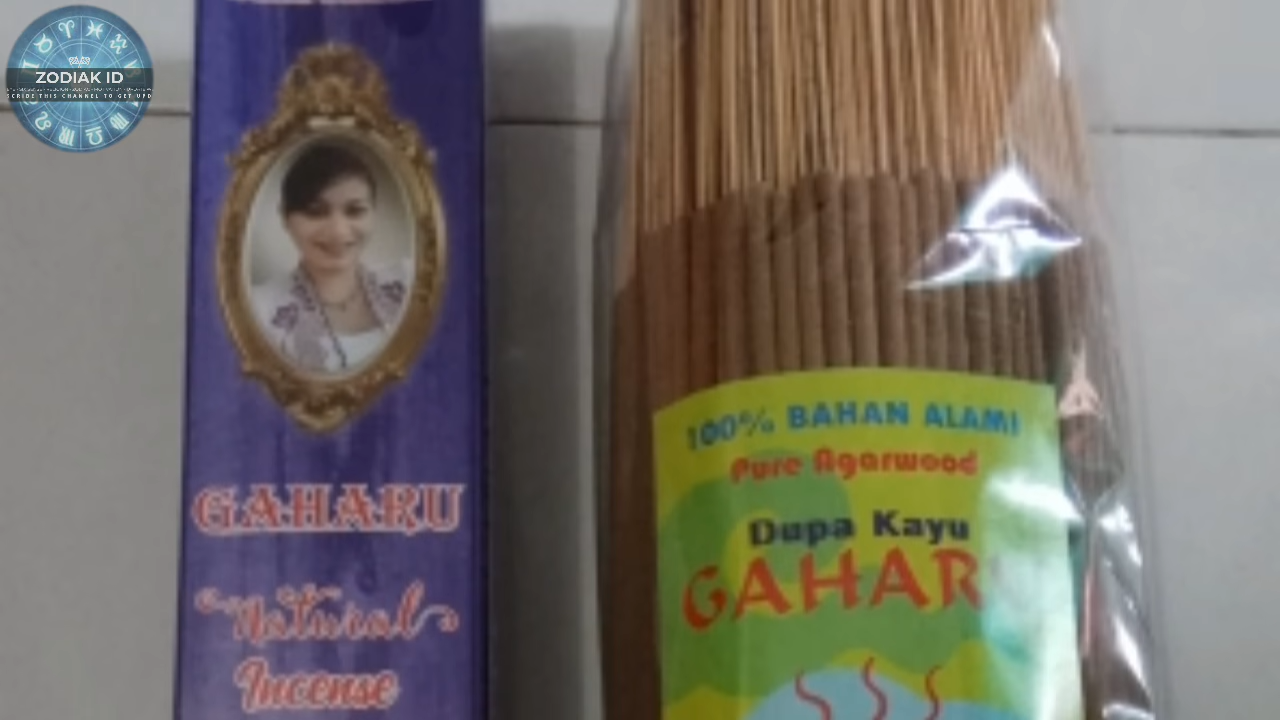 ZODIAK ID
GAHARU
Natural
Incense
100% BAHAN ALAMI
Pure Agarwood
Dupa Kayu
GAHAR